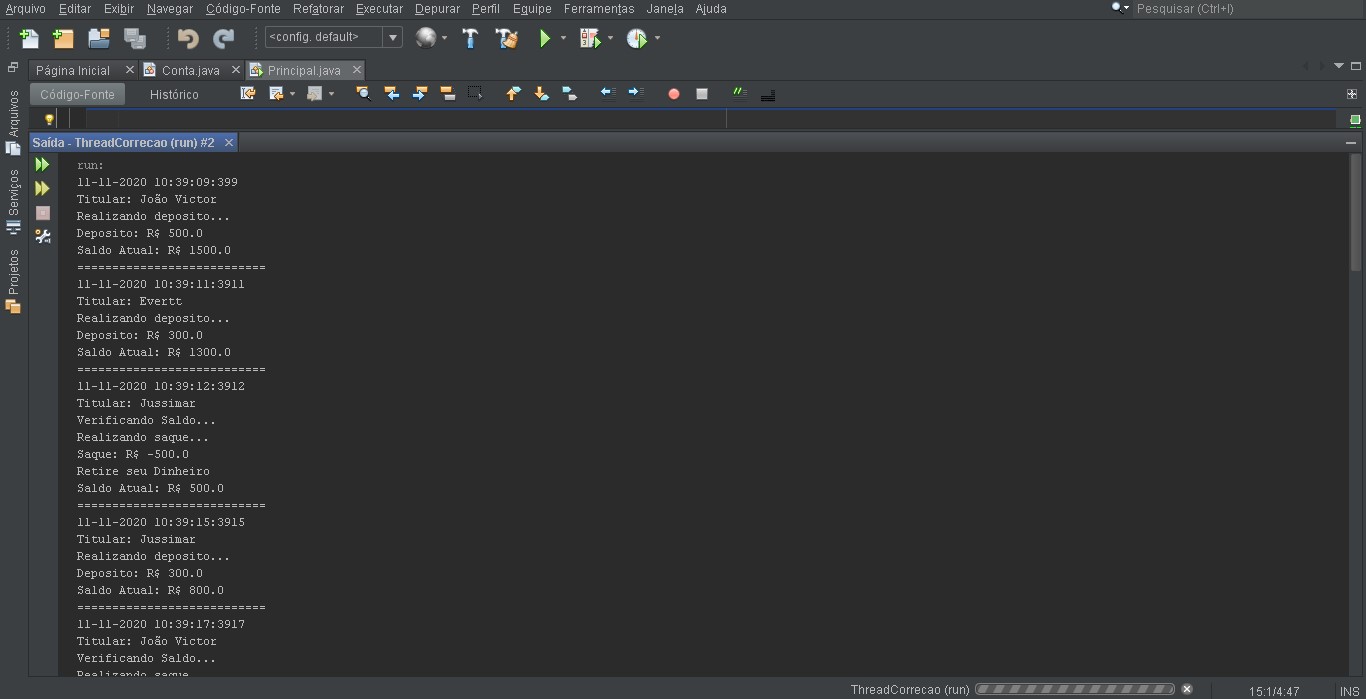 Arquivo Editar Exibir Navegar Código-Fonte Refatorar Executar Depurar Perfil Equipe Ferramentas Janela Ajuda
Pesquisar (Ctrl+I)
<config. default>
Página Inicial
Conta.java
Principal.java
Código-Fonte
Histórico
Arquivos
Serviços
Projetos
Saída - ThreadCorrecao (run) #2
run:
11-11-2020 10:39:09:399
Titular: João Victor
Realizando deposito...
Deposito: R$ 500.0
Saldo Atual: R$ 1500.0
===========================
11-11-2020 10:39:11:3911
Titular: Evertt
Realizando deposito...
Deposito: R$ 300.0
Saldo Atual: R$ 1300.0
===========================
11-11-2020 10:39:12:3912
Titular: Jussimar
Verificando Saldo...
Realizando saque...
Saque: R$ -500.0
Retire seu Dinheiro
Saldo Atual: R$ 500.0
===========================
11-11-2020 10:39:15:3915
Titular: Jussimar
Realizando deposito...
Deposito: R$ 300.0
Saldo Atual: R$ 800.0
===========================
11-11-2020 10:39:17:3917
Titular: João Victor
Verificando Saldo...
Realizando saque...
ThreadCorrecao (run)
15:1/4:47
INS